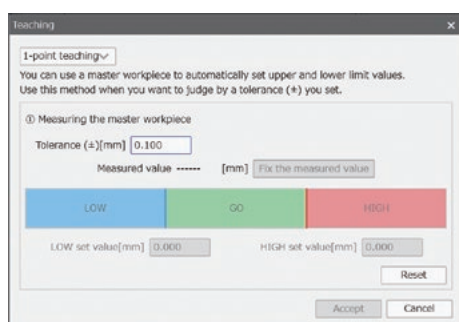 Teaching
1-point teaching
You can use a master workpiece to automatically set upper and lower limit values.
Use this method when you want to judge by a tolerance (±) you set.
① Measuring the master workpiece
Tolerance (±)[mm] 0.100
Measured value ------ [mm] Fix the measured value
LOW GO HIGH
LOW set value[mm] 0.000 HIGH set value[mm] 0.000
Reset
Accept Cancel